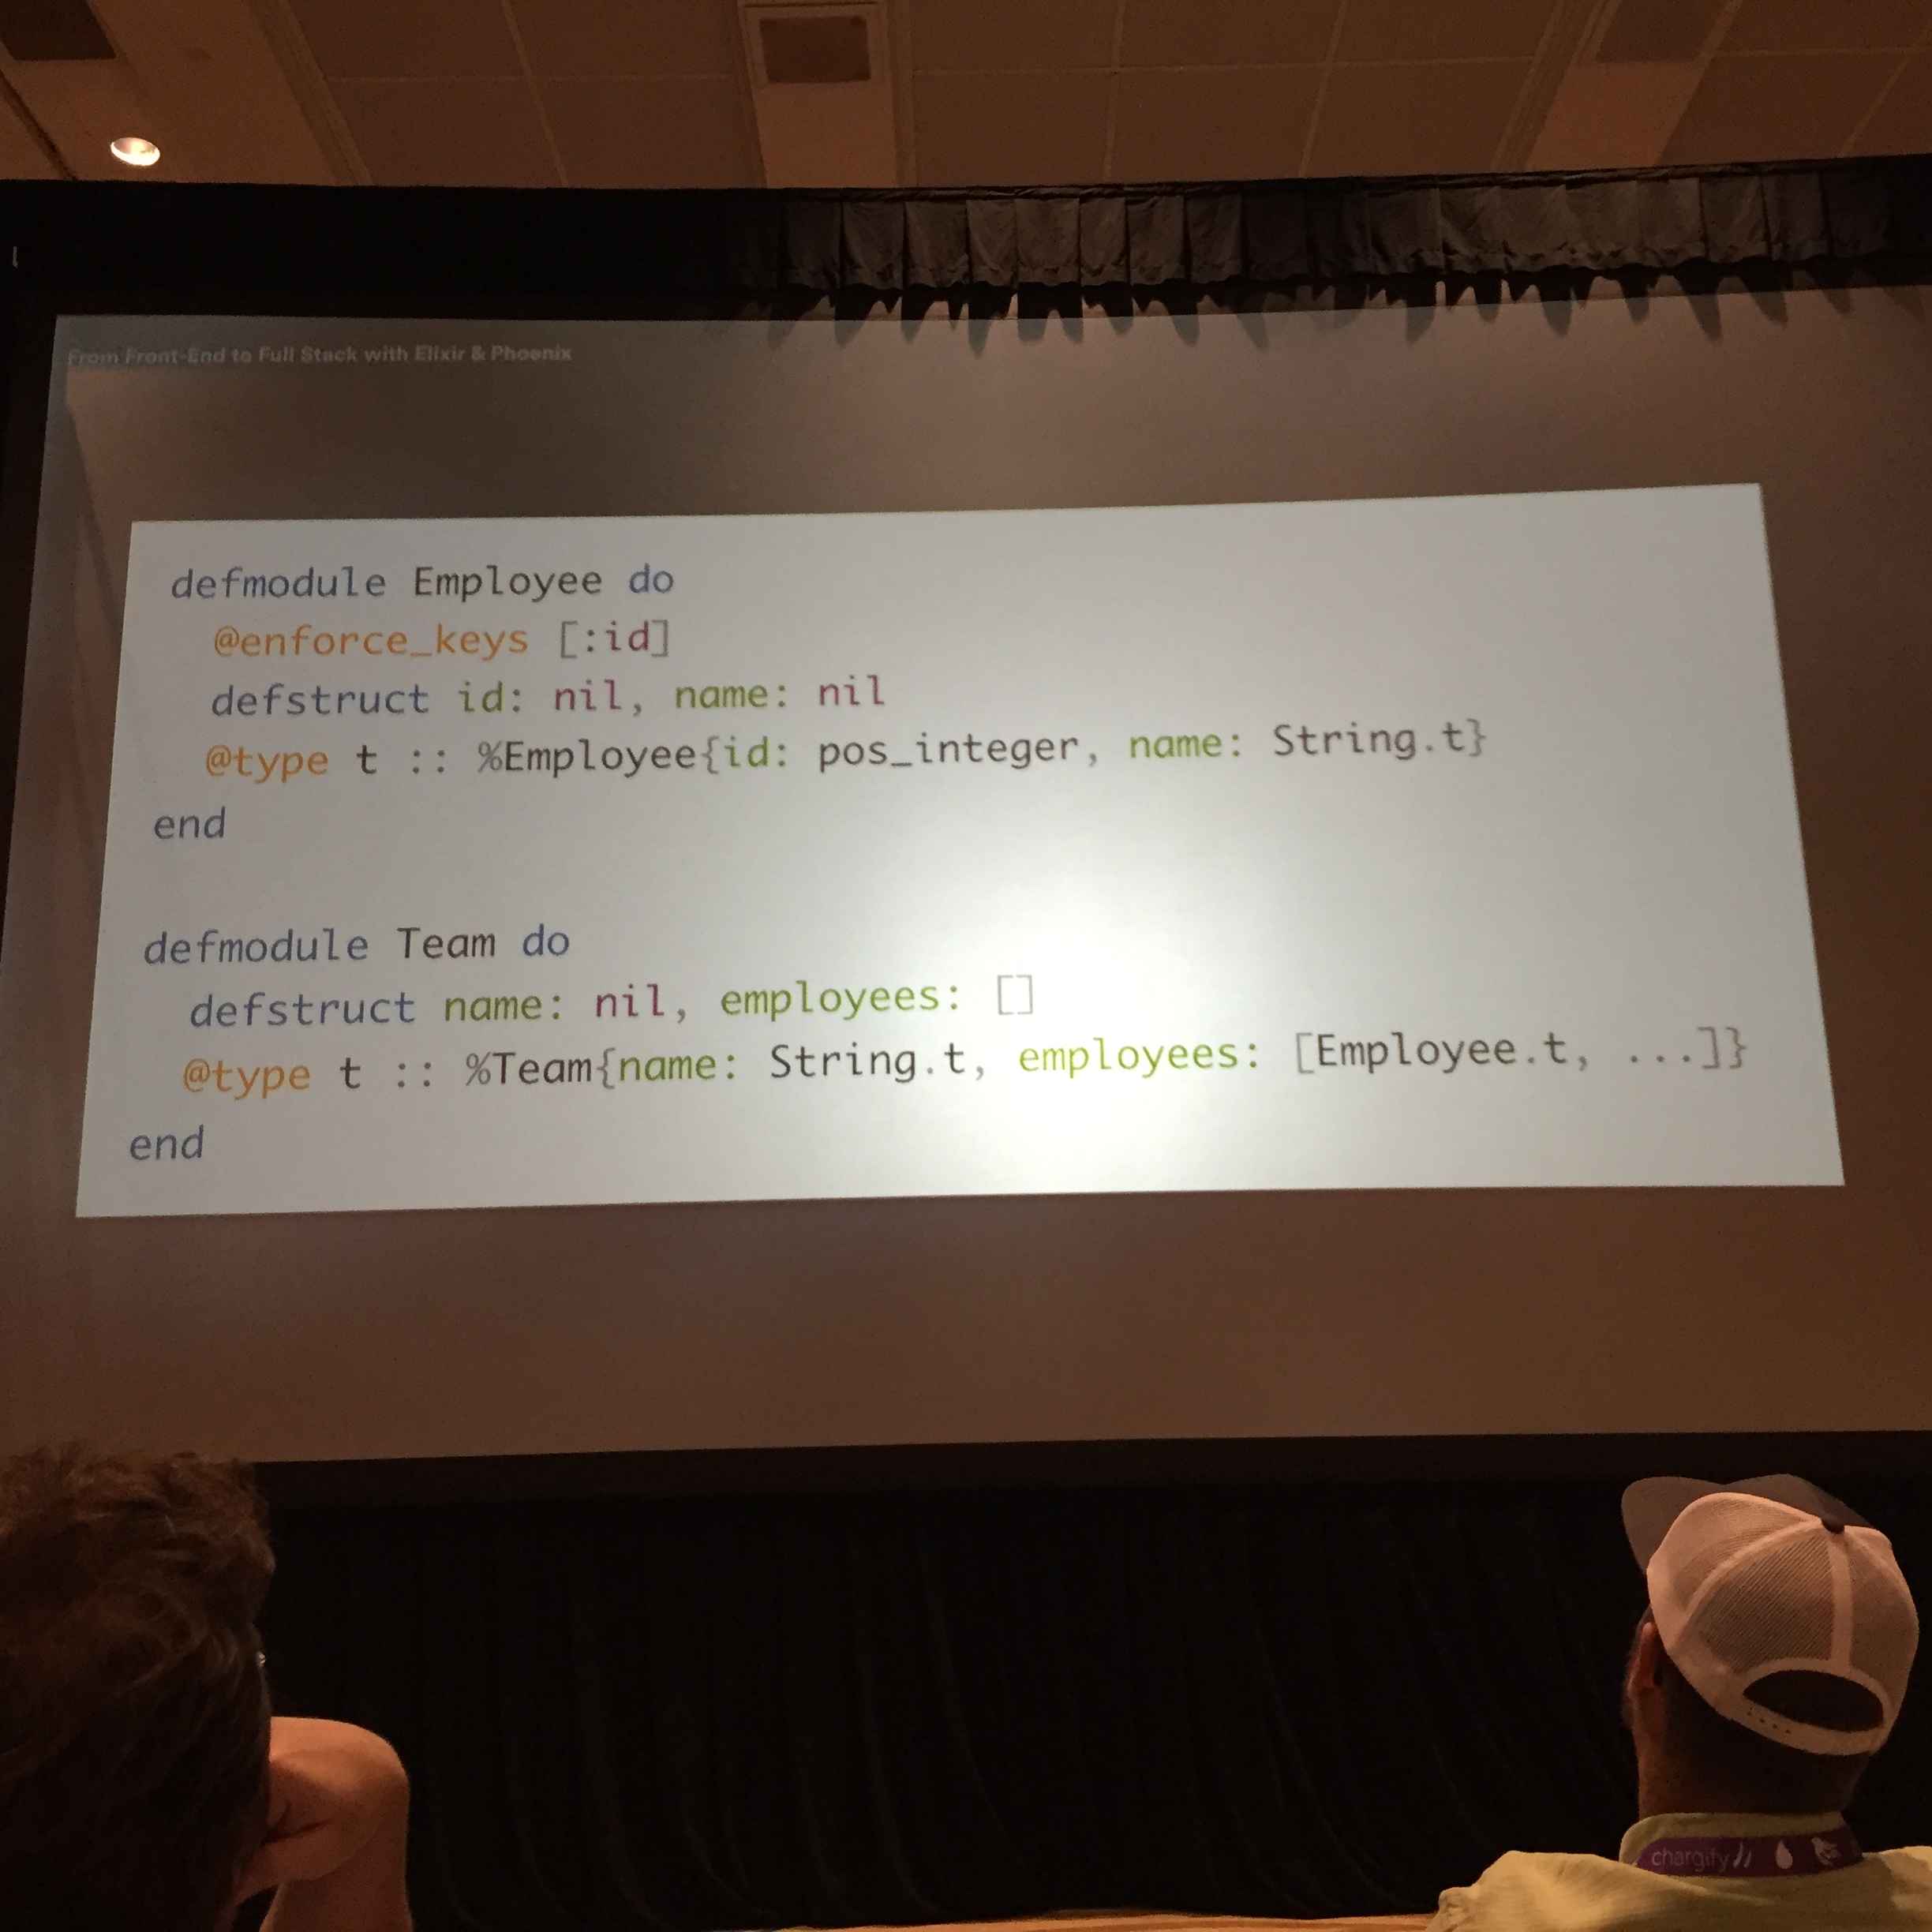 From Front-End to Full Stack with Elixir & Phoenix
defmodule Employee do
  @enforce_keys [:id]
  defstruct id: nil, name: nil
  @type t :: %Employee{id: pos_integer, name: String.t}
end
defmodule Team do
  defstruct name: nil, employees: []
  @type t :: %Team{name: String.t, employees: [Employee.t, ...]}
end
chargify